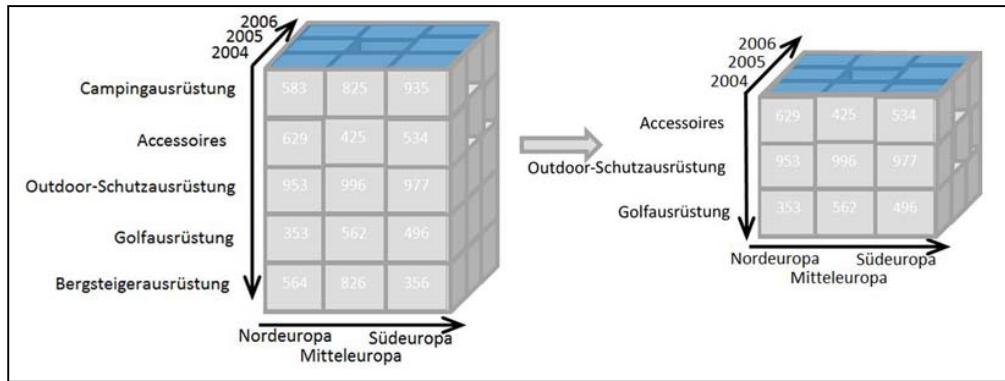 2006
2005
2004
Campingausrüstung 583 825 935
Accessoires 629 425 534
Outdoor-Schutzausrüstung 953 996 977
Golfausrüstung 353 562 496
Bergsteigerausrüstung 564 826 356
Nordeuropa Südeuropa
Mitteleuropa
2006
2005
2004
Accessoires 629 425 534
Outdoor-Schutzausrüstung 953 996 977
Golfausrüstung 353 562 496
Nordeuropa Südeuropa
Mitteleuropa